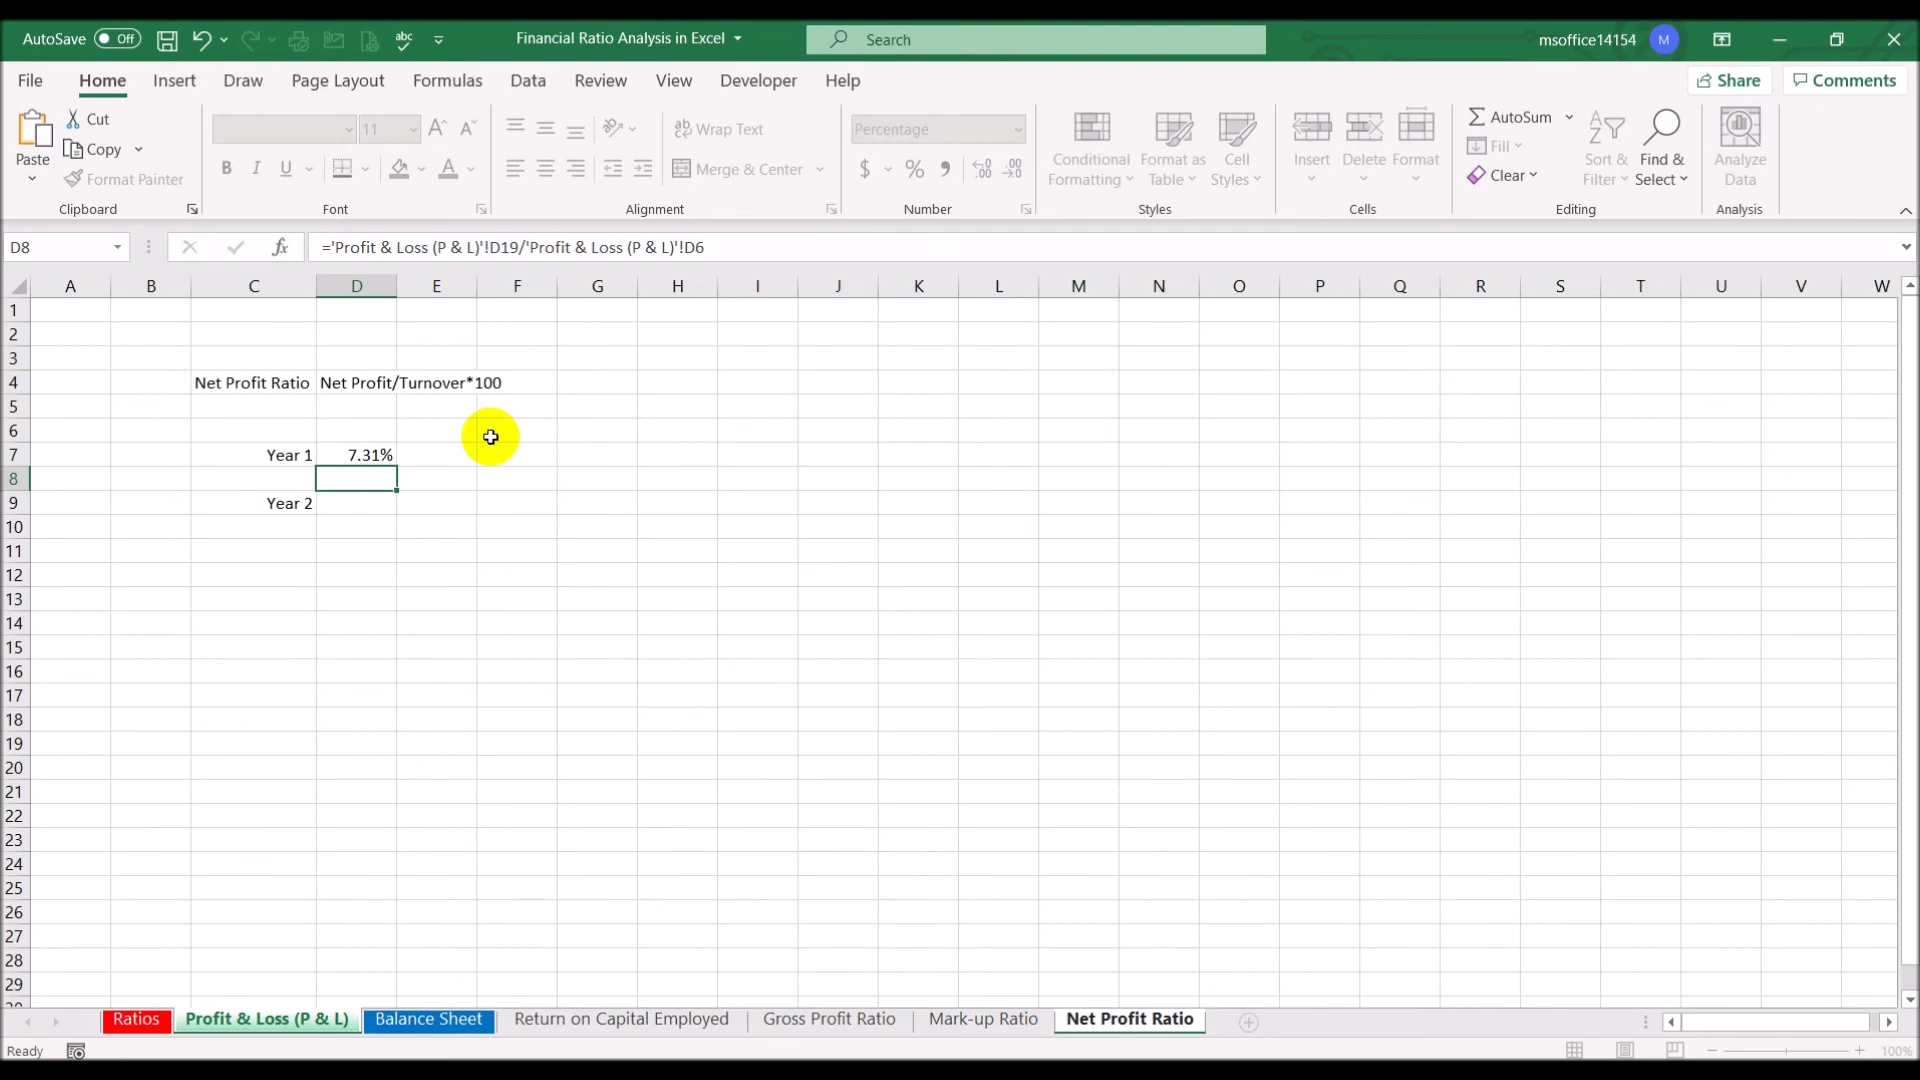 AutoSave Off Financial Ratio Analysis in Excel Search msoffice14154 M
File Home Insert Draw Page Layout Formulas Data Review View Developer Help Share Comments
Paste Cut Copy Format Painter
Clipboard
11
B I U A
Font
Wrap Text
Merge & Center
Alignment
Percentage
$ % 9
Number
Conditional Formatting Format as Table Cell Styles
Styles
Insert Delete Format
Cells
AutoSum Fill Clear Sort & Filter Find & Select
Editing
Analyze Data
Analysis
D8 fx ='Profit & Loss (P & L)'!D19/'Profit & Loss (P & L)'!D6
A B C D E F G H I J K L M N O P Q R S T U V W
1
2
3
4 Net Profit Ratio Net Profit/Turnover*100
5
6
7 Year 1 7.31%
8
9 Year 2
10
11
12
13
14
15
16
17
18
19
20
21
22
23
24
25
26
27
28
29
Ratios Profit & Loss (P & L) Balance Sheet Return on Capital Employed Gross Profit Ratio Mark-up Ratio Net Profit Ratio
Ready 100%